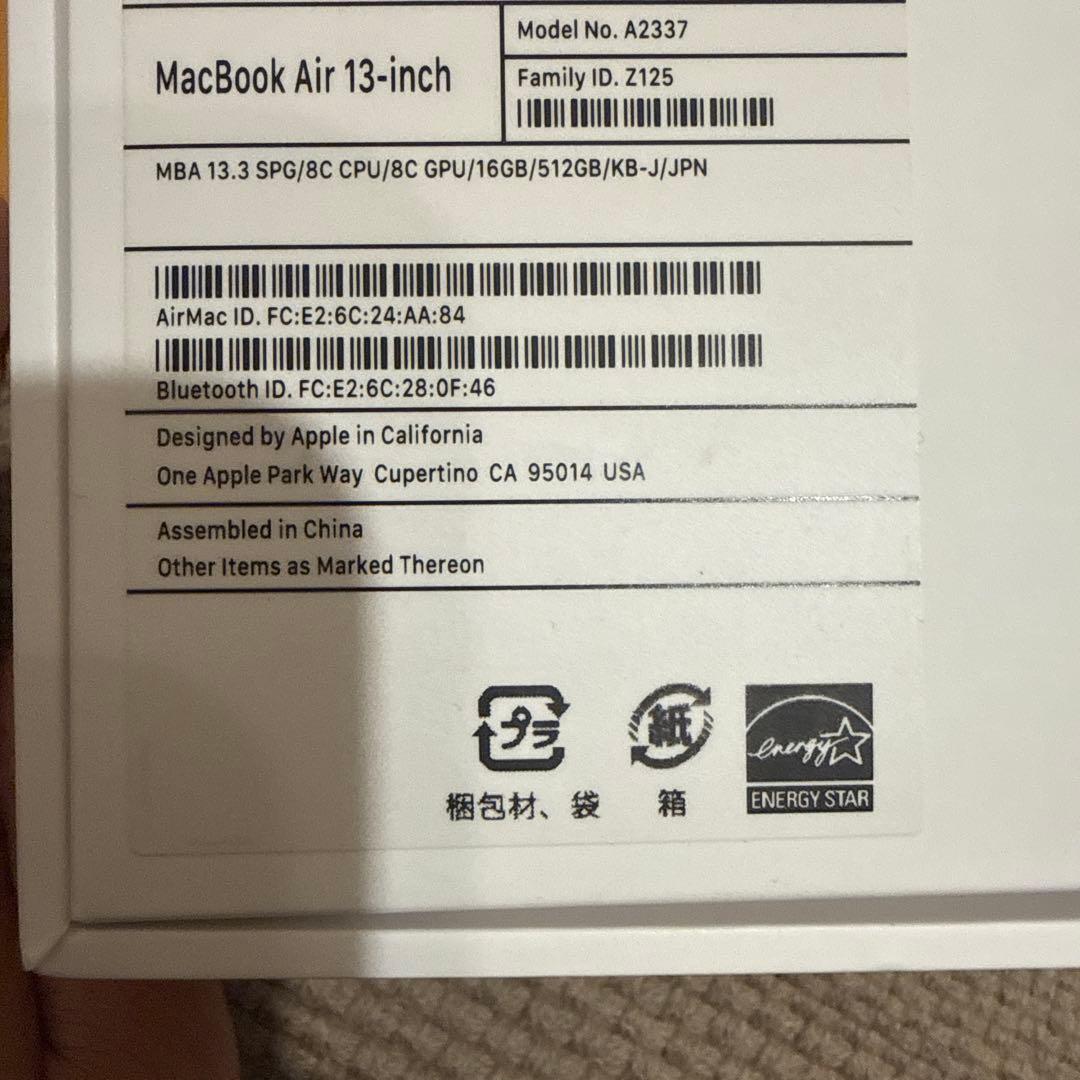 MacBook Air 13-inch
Model No. A2337
Family ID. Z125
MBA 13.3 SPG/8C CPU/8C GPU/16GB/512GB/KB-J/JPN
AirMac ID. FC:E2:6C:24:AA:84
Bluetooth ID. FC:E2:6C:28:0F:46
Designed by Apple in California
One Apple Park Way Cupertino CA 95014 USA
Assembled in China
Other Items as Marked Thereon
プラ
紙
energy
梱包材、袋
箱
ENERGY STAR